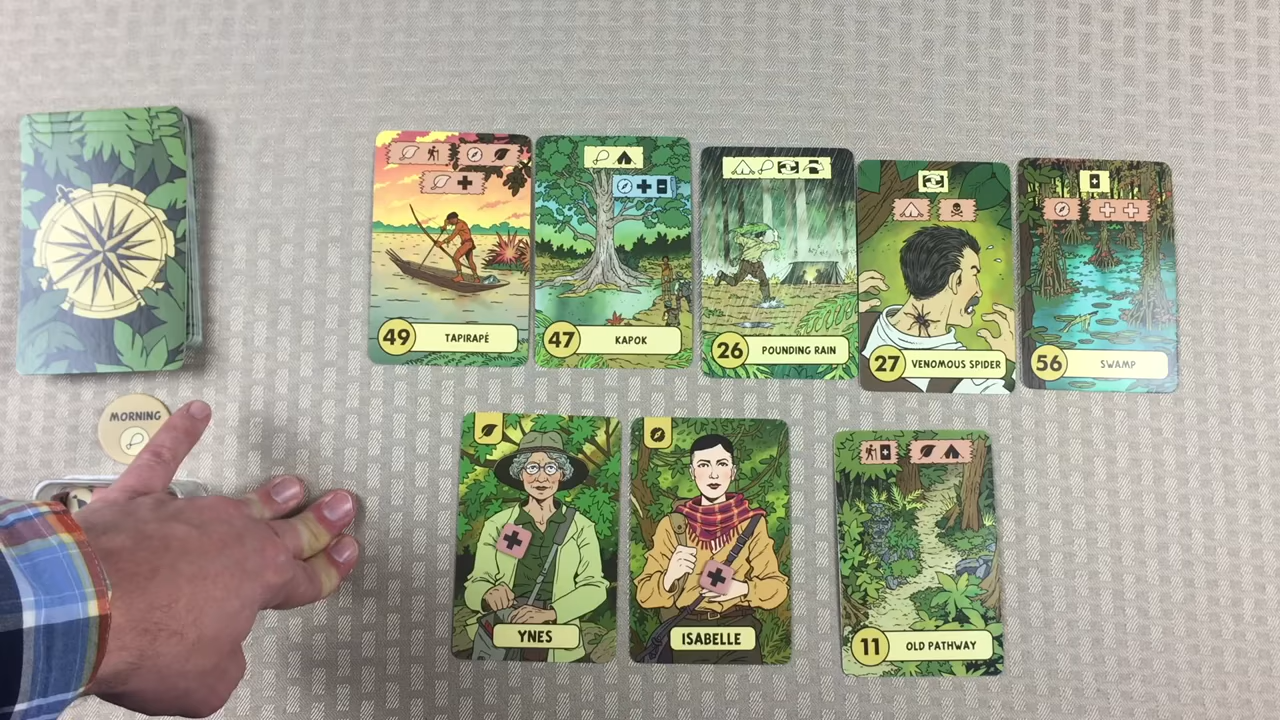 49 TAPIRAPÉ
47 KAPOK
26 POUNDING RAIN
27 VENOMOUS SPIDER
56 SWAMP
MORNING
YNES
ISABELLE
11 OLD PATHWAY